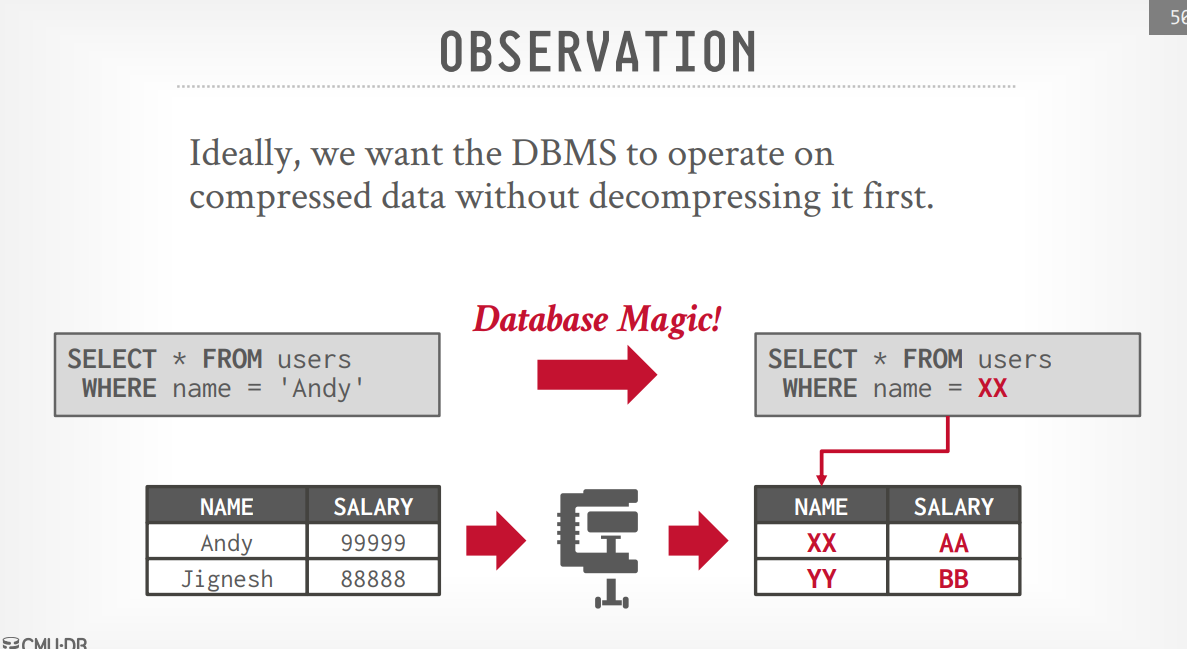 50
OBSERVATION
Ideally, we want the DBMS to operate on
compressed data without decompressing it first.
Database Magic!
SELECT * FROM users
WHERE name = 'Andy'
SELECT * FROM users
WHERE name = XX
NAME SALARY
Andy 99999
Jignesh 88888
NAME SALARY
XX AA
YY BB
CMU·DB